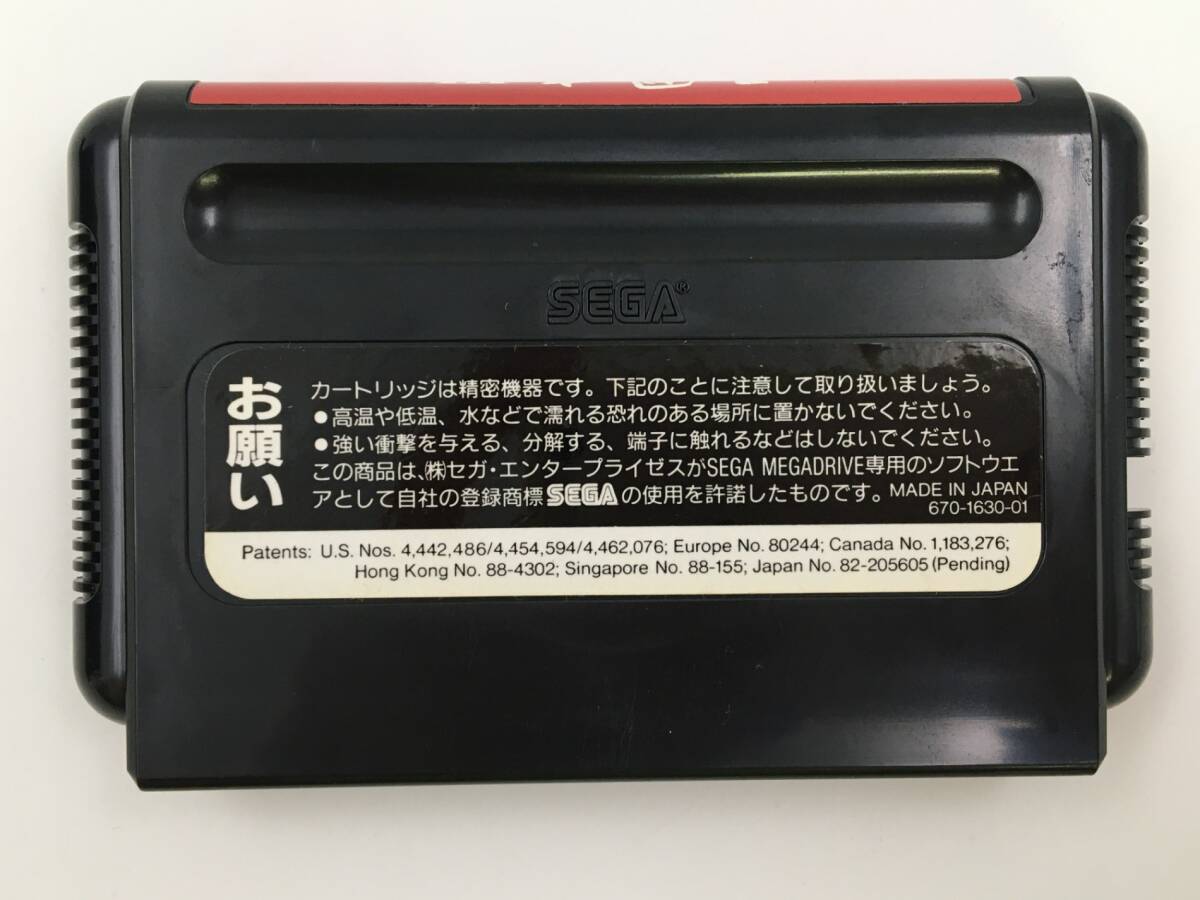 SEGA®
お願い
カートリッジは精密機器です。下記のことに注意して取り扱いましょう。
●高温や低温、水などで濡れる恐れのある場所に置かないでください。
●強い衝撃を与える、分解する、端子に触れるなどはしないでください。
この商品は、㈱セガ・エンタープライゼスがSEGA MEGADRIVE専用のソフトウエ
アとして自社の登録商標SEGAの使用を許諾したものです。MADE IN JAPAN
670-1630-01
Patents: U.S. Nos. 4,442,486/4,454,594/4,462,076; Europe No. 80244; Canada No. 1,183,276;
Hong Kong No. 88-4302; Singapore No. 88-155; Japan No. 82-205605 (Pending)